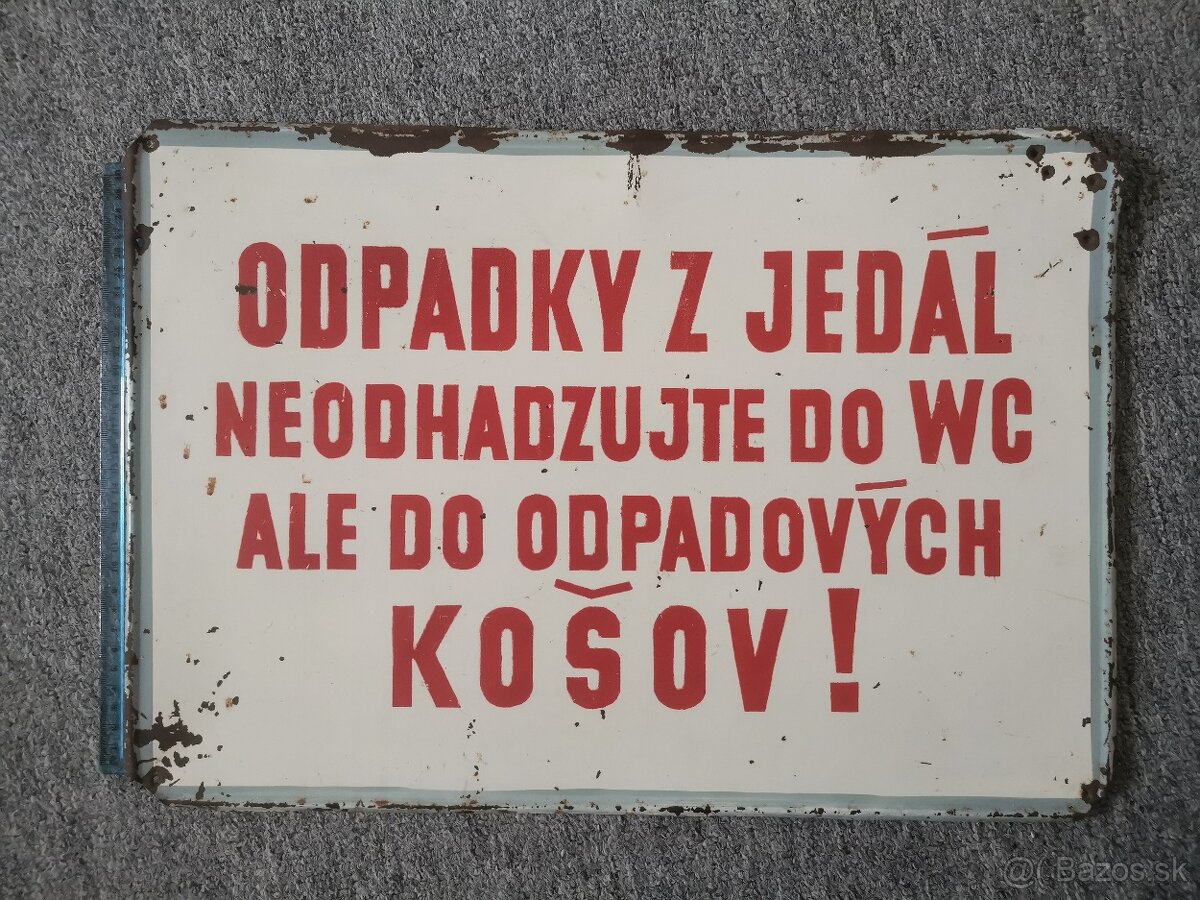 ODPADKY Z JEDÁL
NEODHADZUJTE DO WC
ALE DO ODPADOVÝCH
KOŠOV !
@( Bazos.sk